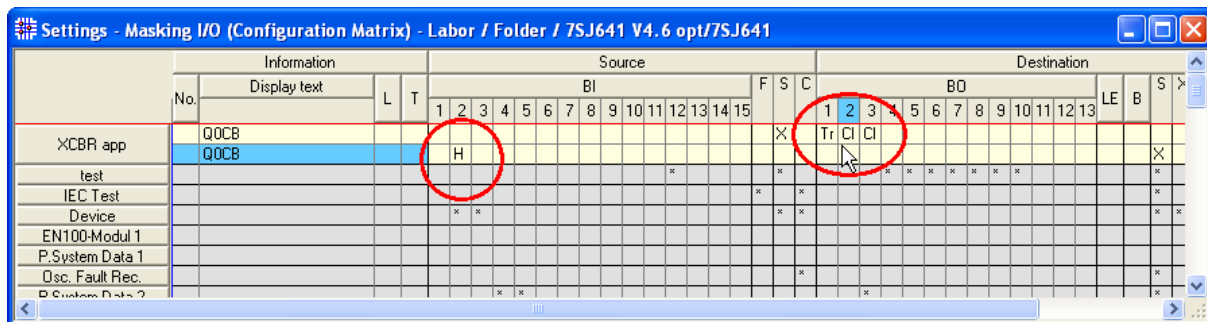 Settings - Masking I/O (Configuration Matrix) - Labor / Folder / 7SJ641 V4.6 opt/7SJ641
Information Source Destination
No. Display text L T BI F S C BO LE B S X
1 2 3 4 5 6 7 8 9 10 11 12 13 14 15 1 2 3 4 5 6 7 8 9 10 11 12 13
XCBR app Q0CB X Tr Cl Cl
Q0CB H X
test * * * * * * * * * *
IEC Test * * *
Device * * * * * *
EN100-Modul 1
P.System Data 1
Osc. Fault Rec. * *
P.System Data 2 * * * *